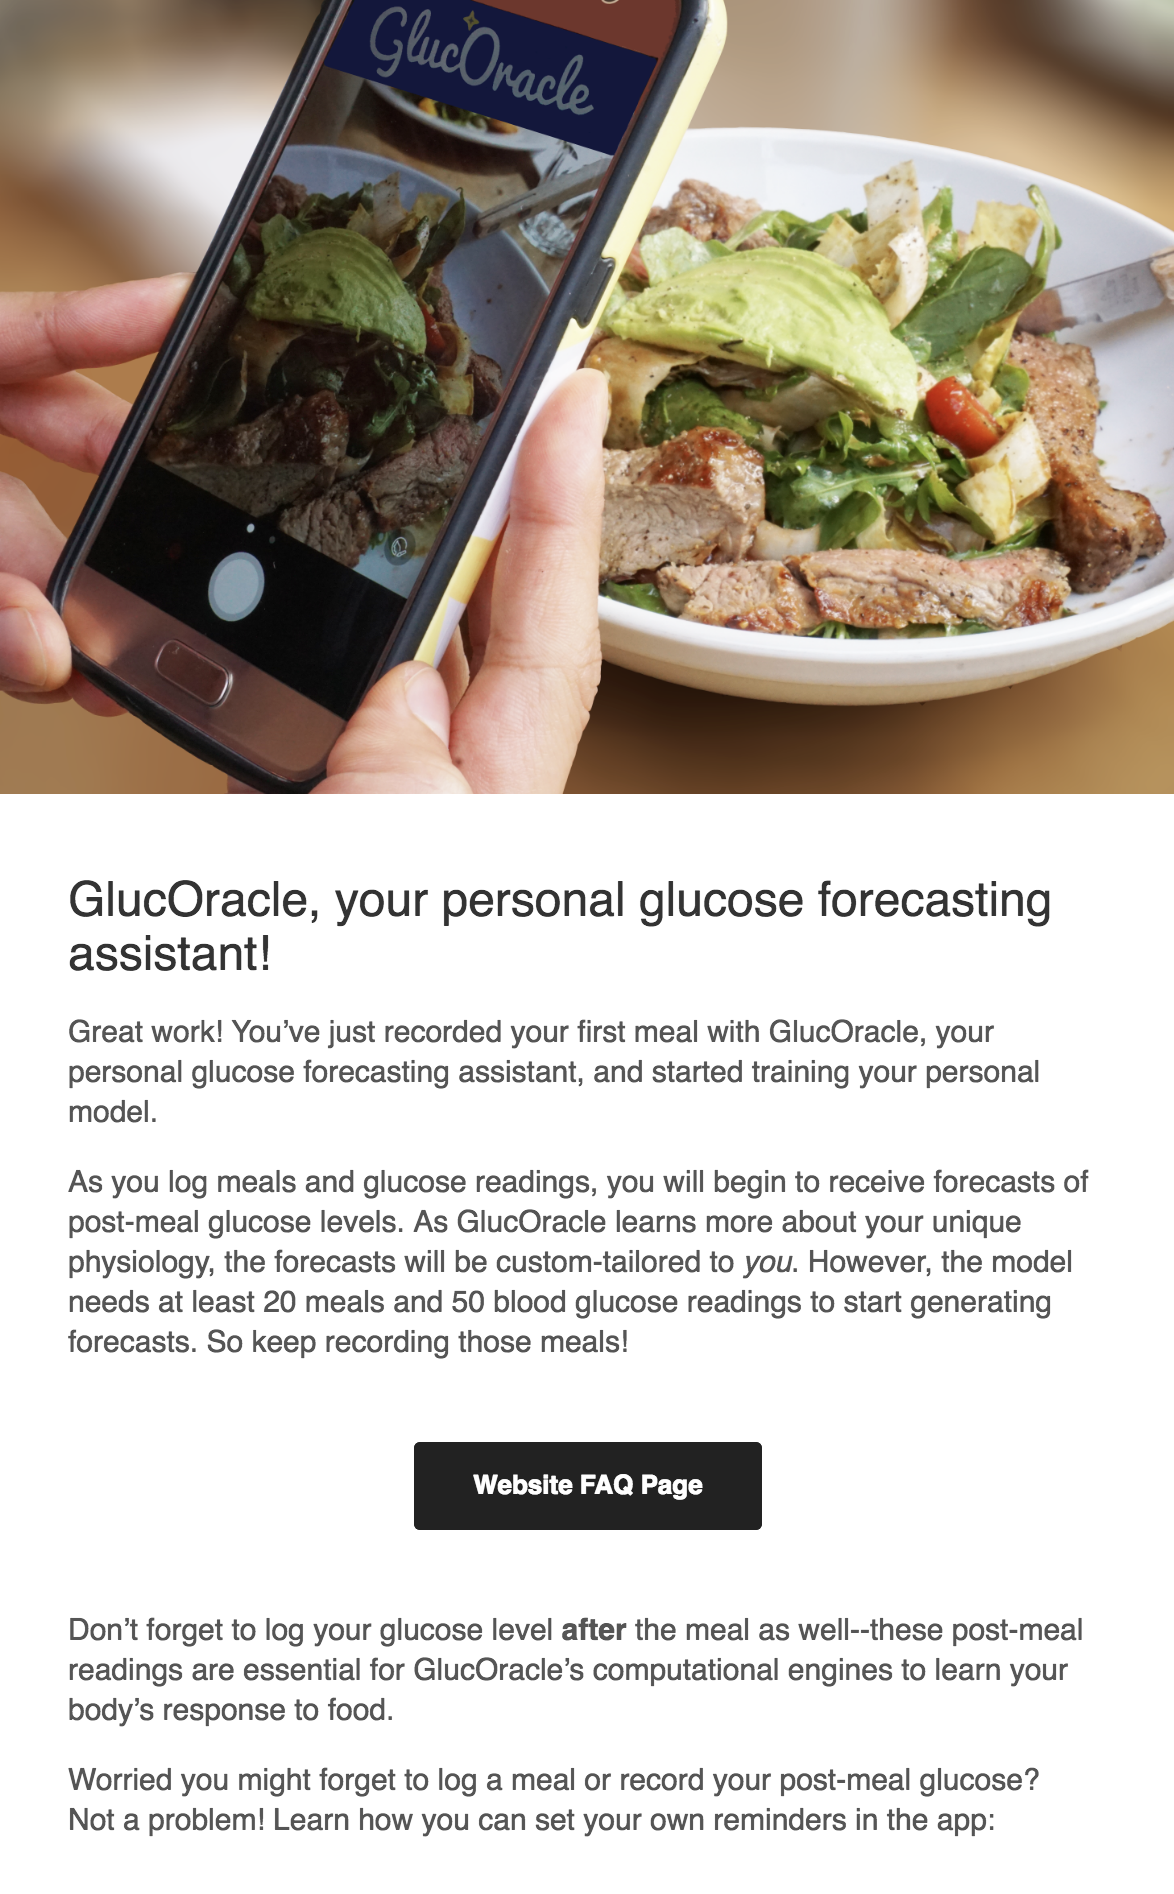 GlucOracle
GlucOracle, your personal glucose forecasting
assistant!
Great work! You’ve just recorded your first meal with GlucOracle, your
personal glucose forecasting assistant, and started training your personal
model.
As you log meals and glucose readings, you will begin to receive forecasts of
post-meal glucose levels. As GlucOracle learns more about your unique
physiology, the forecasts will be custom-tailored to you. However, the model
needs at least 20 meals and 50 blood glucose readings to start generating
forecasts. So keep recording those meals!
Website FAQ Page
Don’t forget to log your glucose level after the meal as well--these post-meal
readings are essential for GlucOracle’s computational engines to learn your
body’s response to food.
Worried you might forget to log a meal or record your post-meal glucose?
Not a problem! Learn how you can set your own reminders in the app: